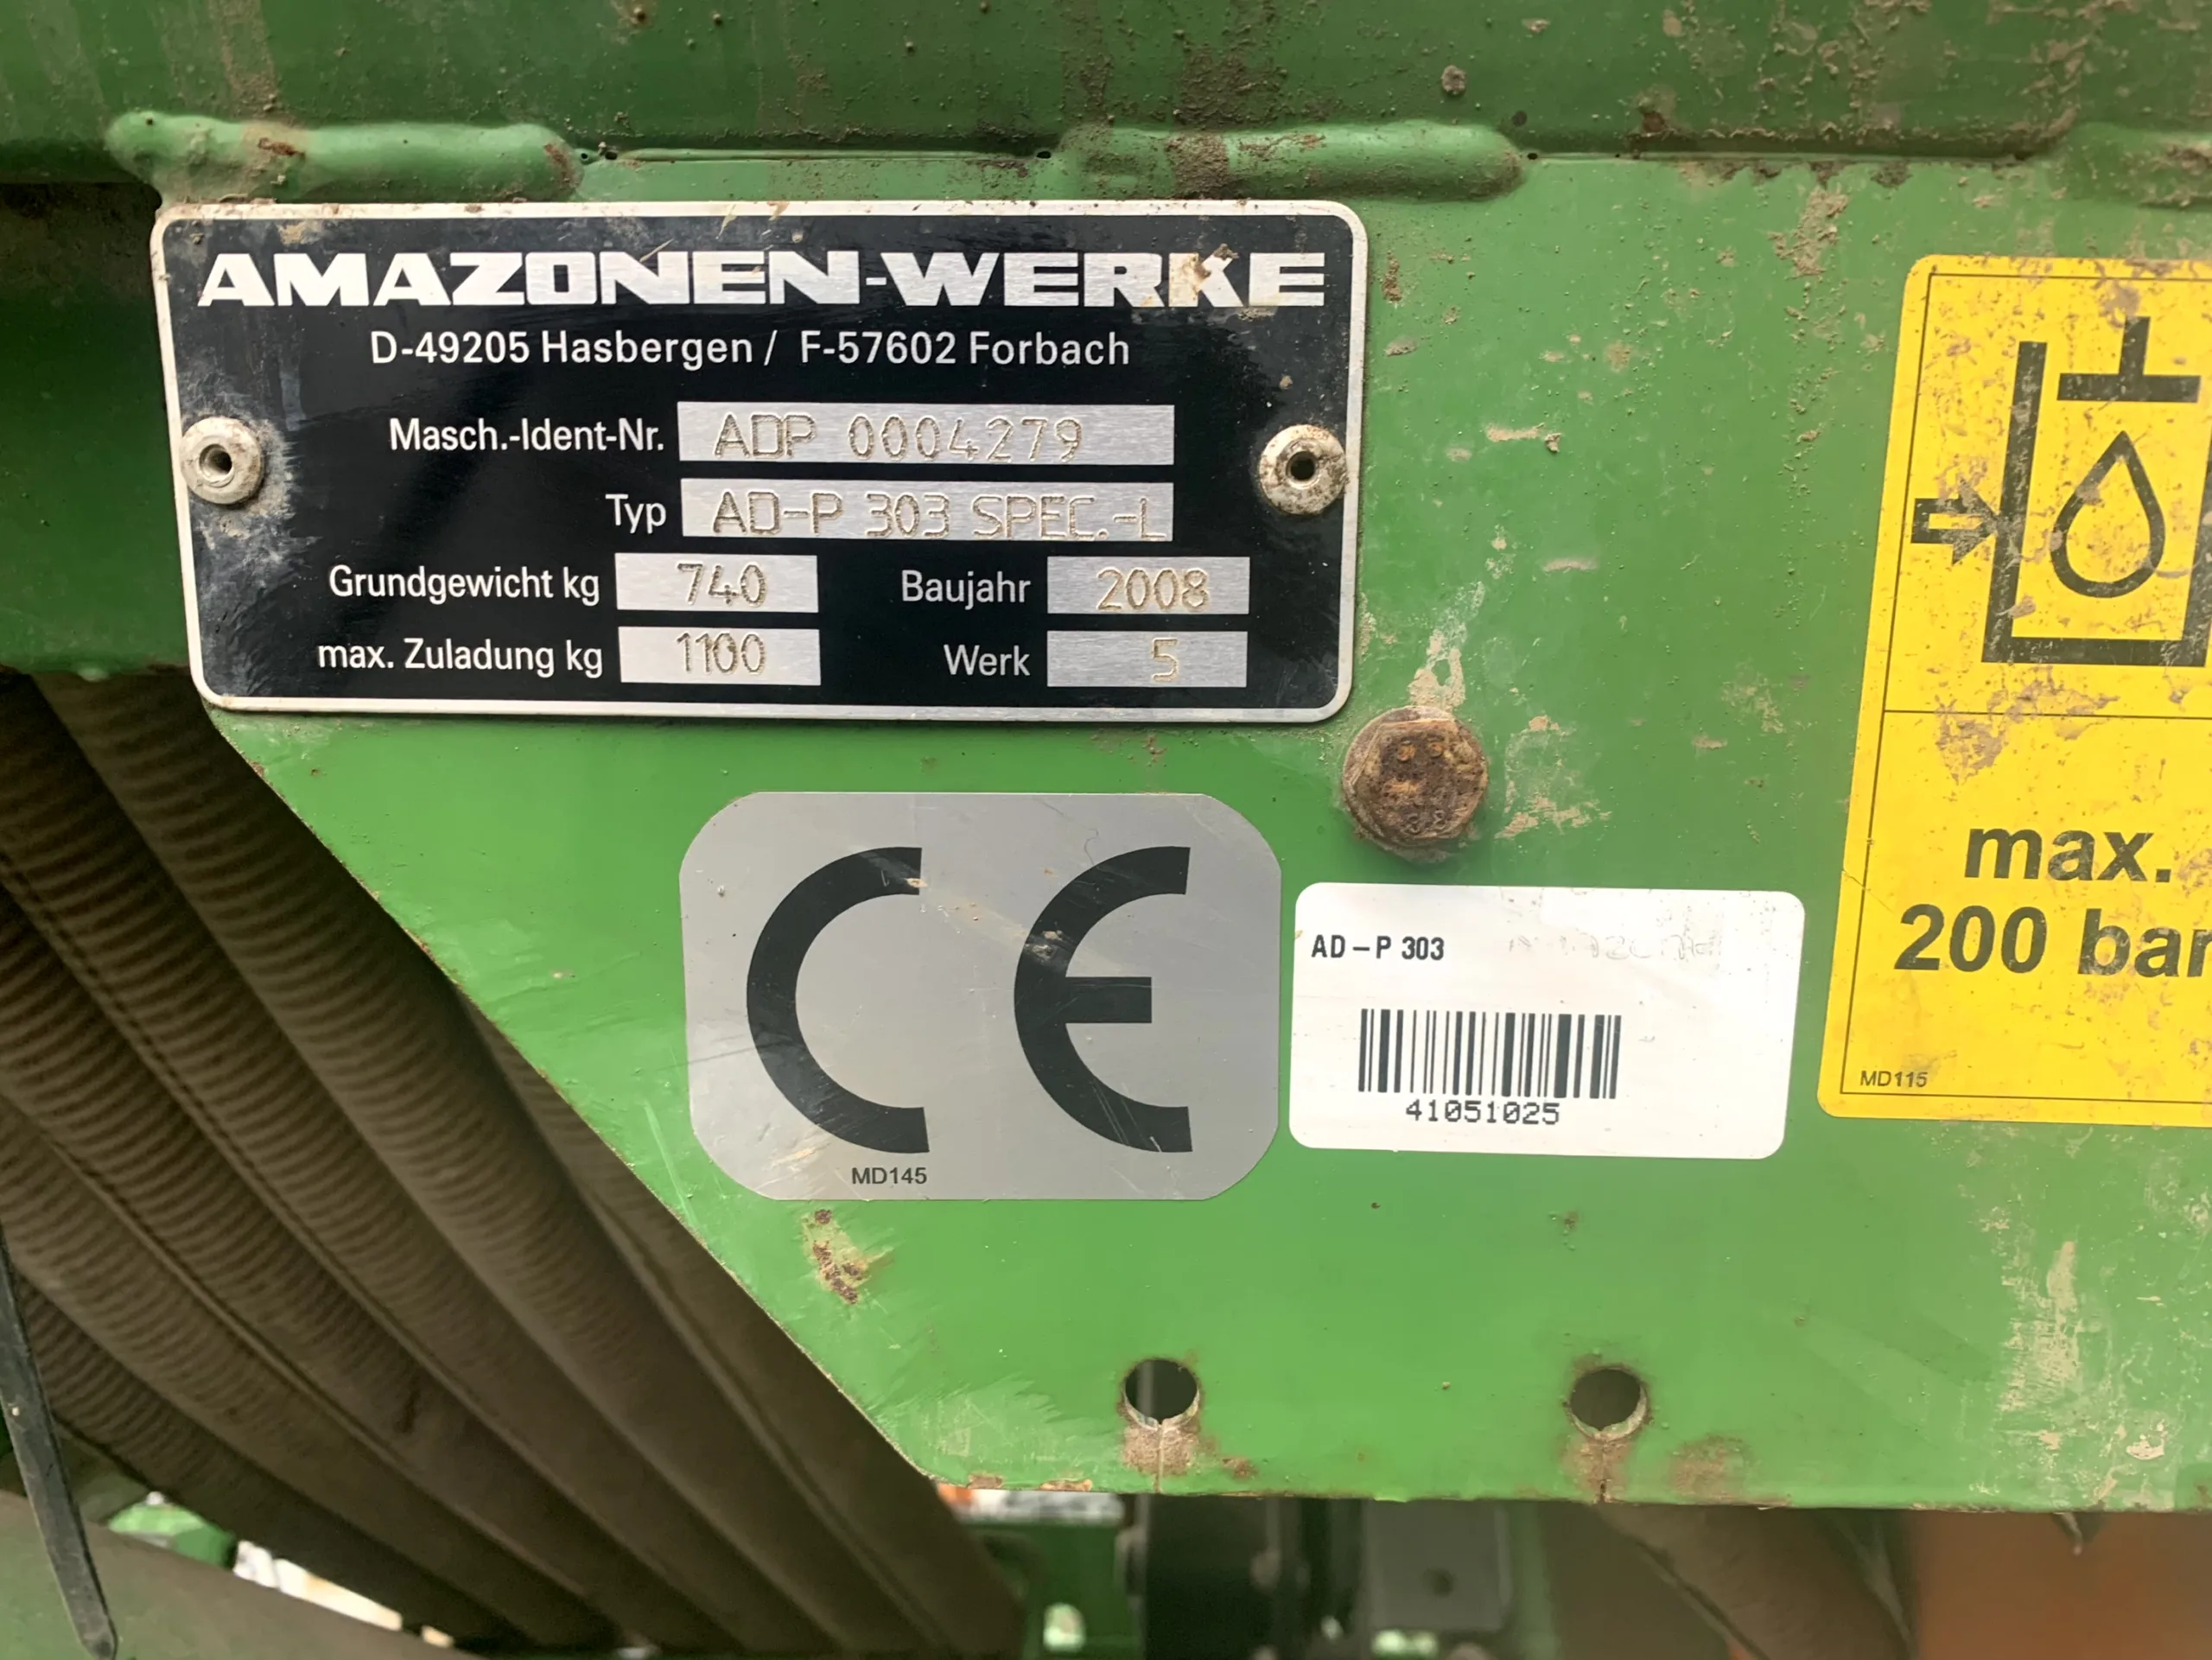 AMAZONEN-WERKE
D-49205 Hasbergen / F-57602 Forbach
Masch.-Ident-Nr. ADP 0004279
Typ AD-P 303 SPEC.-L
Grundgewicht kg 740 Baujahr 2008
max. Zuladung kg 1100 Werk 5
CE
MD145
AD-P 303
41051025
max.
200 bar
MD115